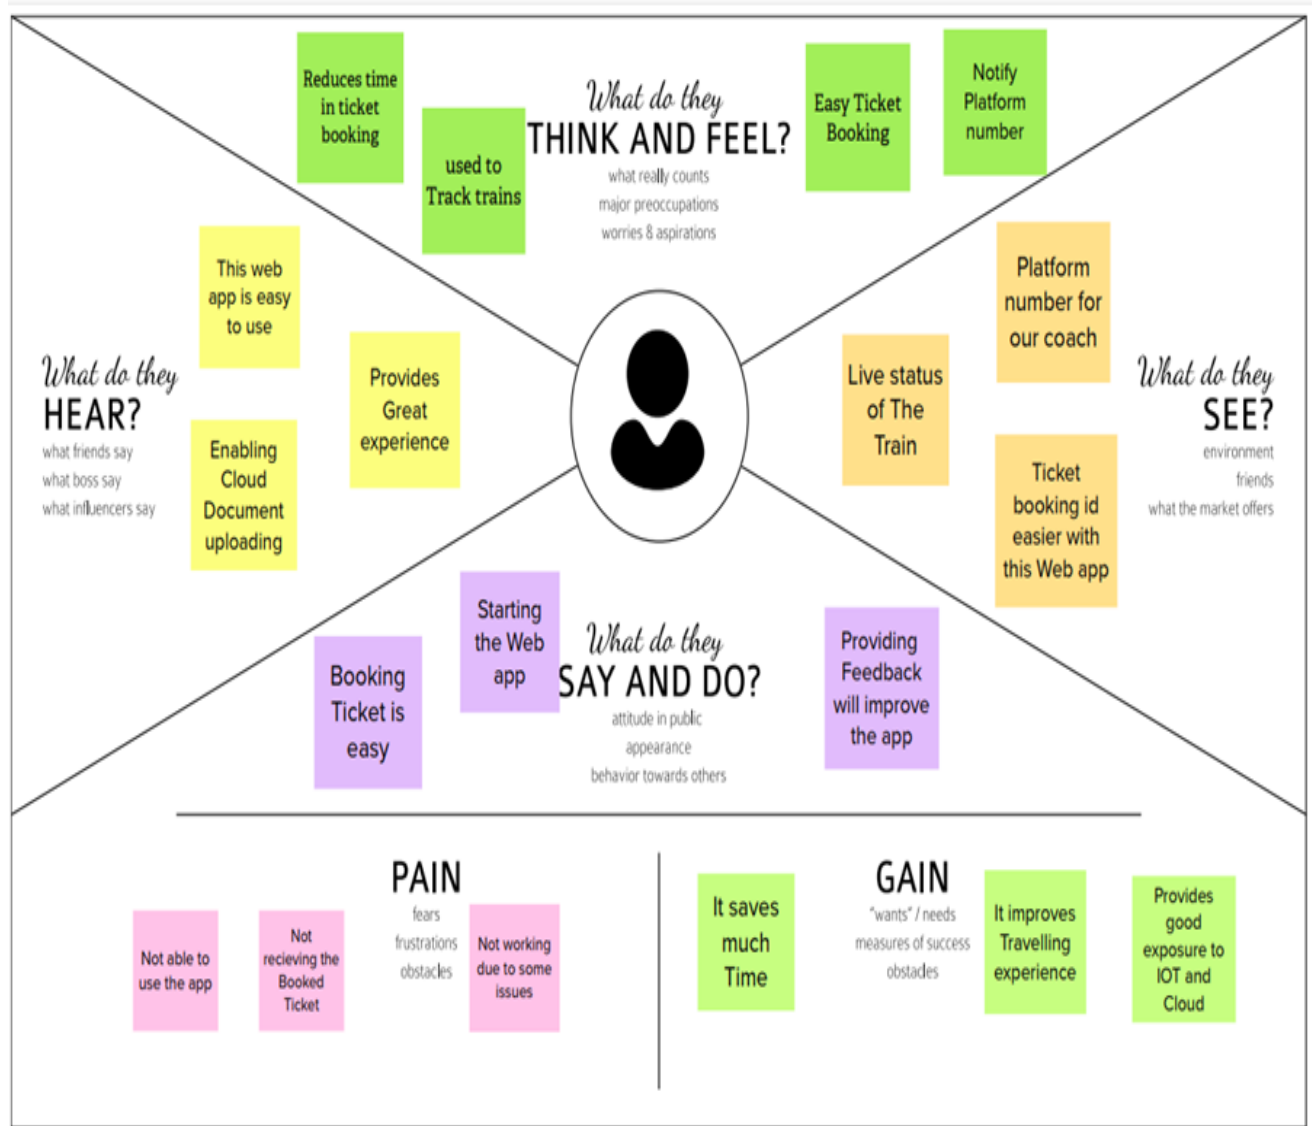 Reduces time
in ticket
booking
used to
Track trains
What do they
THINK AND FEEL?
what really counts
major preoccupations
worries & aspirations
Easy Ticket
Booking
Notify
Platform
number
This web
app is easy
to use
What do they
HEAR?
what friends say
what boss say
what influencers say
Provides
Great
experience
Enabling
Cloud
Document
uploading
Live status
of The
Train
Platform
number for
our coach
What do they
SEE?
environment
friends
what the market offers
Ticket
booking id
easier with
this Web app
Booking
Ticket is
easy
Starting
the Web
app
What do they
SAY AND DO?
attitude in public
appearance
behavior towards others
Providing
Feedback
will improve
the app
PAIN
fears
frustrations
obstacles
Not able to
use the app
Not
recieving the
Booked
Ticket
Not working
due to some
issues
GAIN
"wants" / needs
measures of success
obstacles
It saves
much
Time
It improves
Travelling
experience
Provides
good
exposure to
IOT and
Cloud